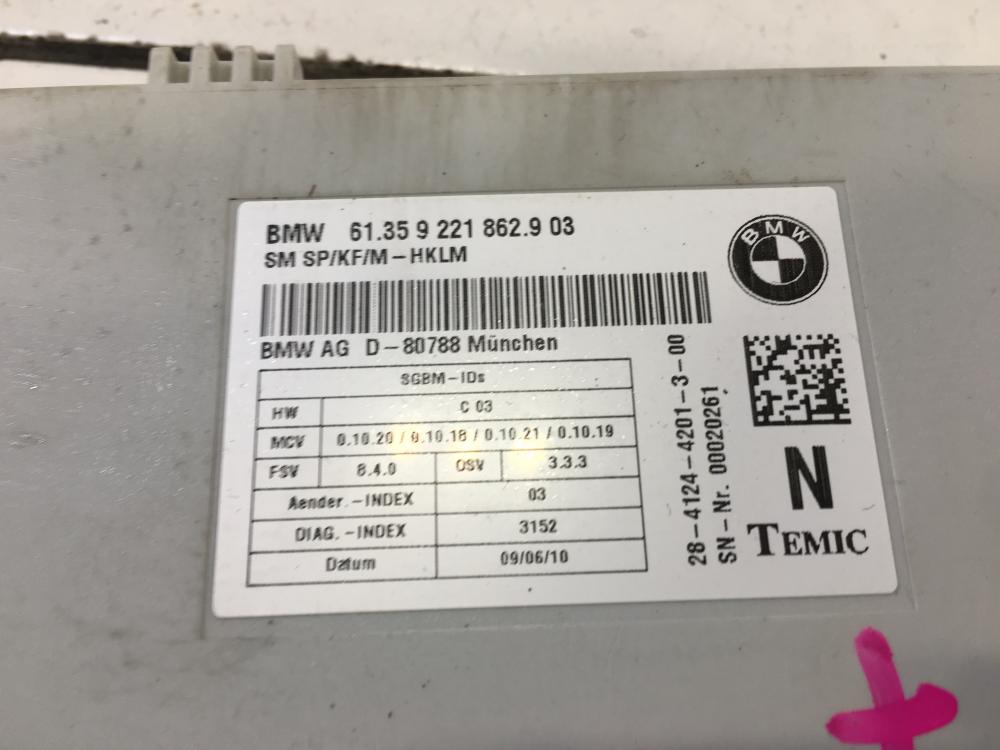 BMW 61.35 9 221 862.9 03
SM SP/KF/M-HKLM
BMW
BMW AG D-80788 München
SGBM-IDs
HW C 03
MCV 0.10.20 / 0.10.18 / 0.10.21 / 0.10.19
FSV 8.4.0 OSV 3.3.3
Aender.-INDEX 03
DIAG.-INDEX 3152
Datum 09/06/10
28-4124-4201-3-00
SN-Nr. 00020261
N
TEMIC